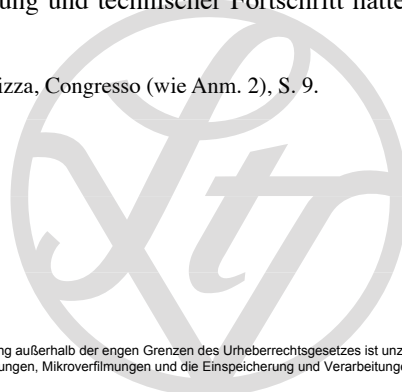 ung und technischer Fortschritt hatte
izza, Congresso (wie Anm. 2), S. 9.
ng außerhalb der engen Grenzen des Urheberrechtsgesetzes ist unz
ungen, Mikroverfilmungen und die Einspeicherung und Verarbeitung